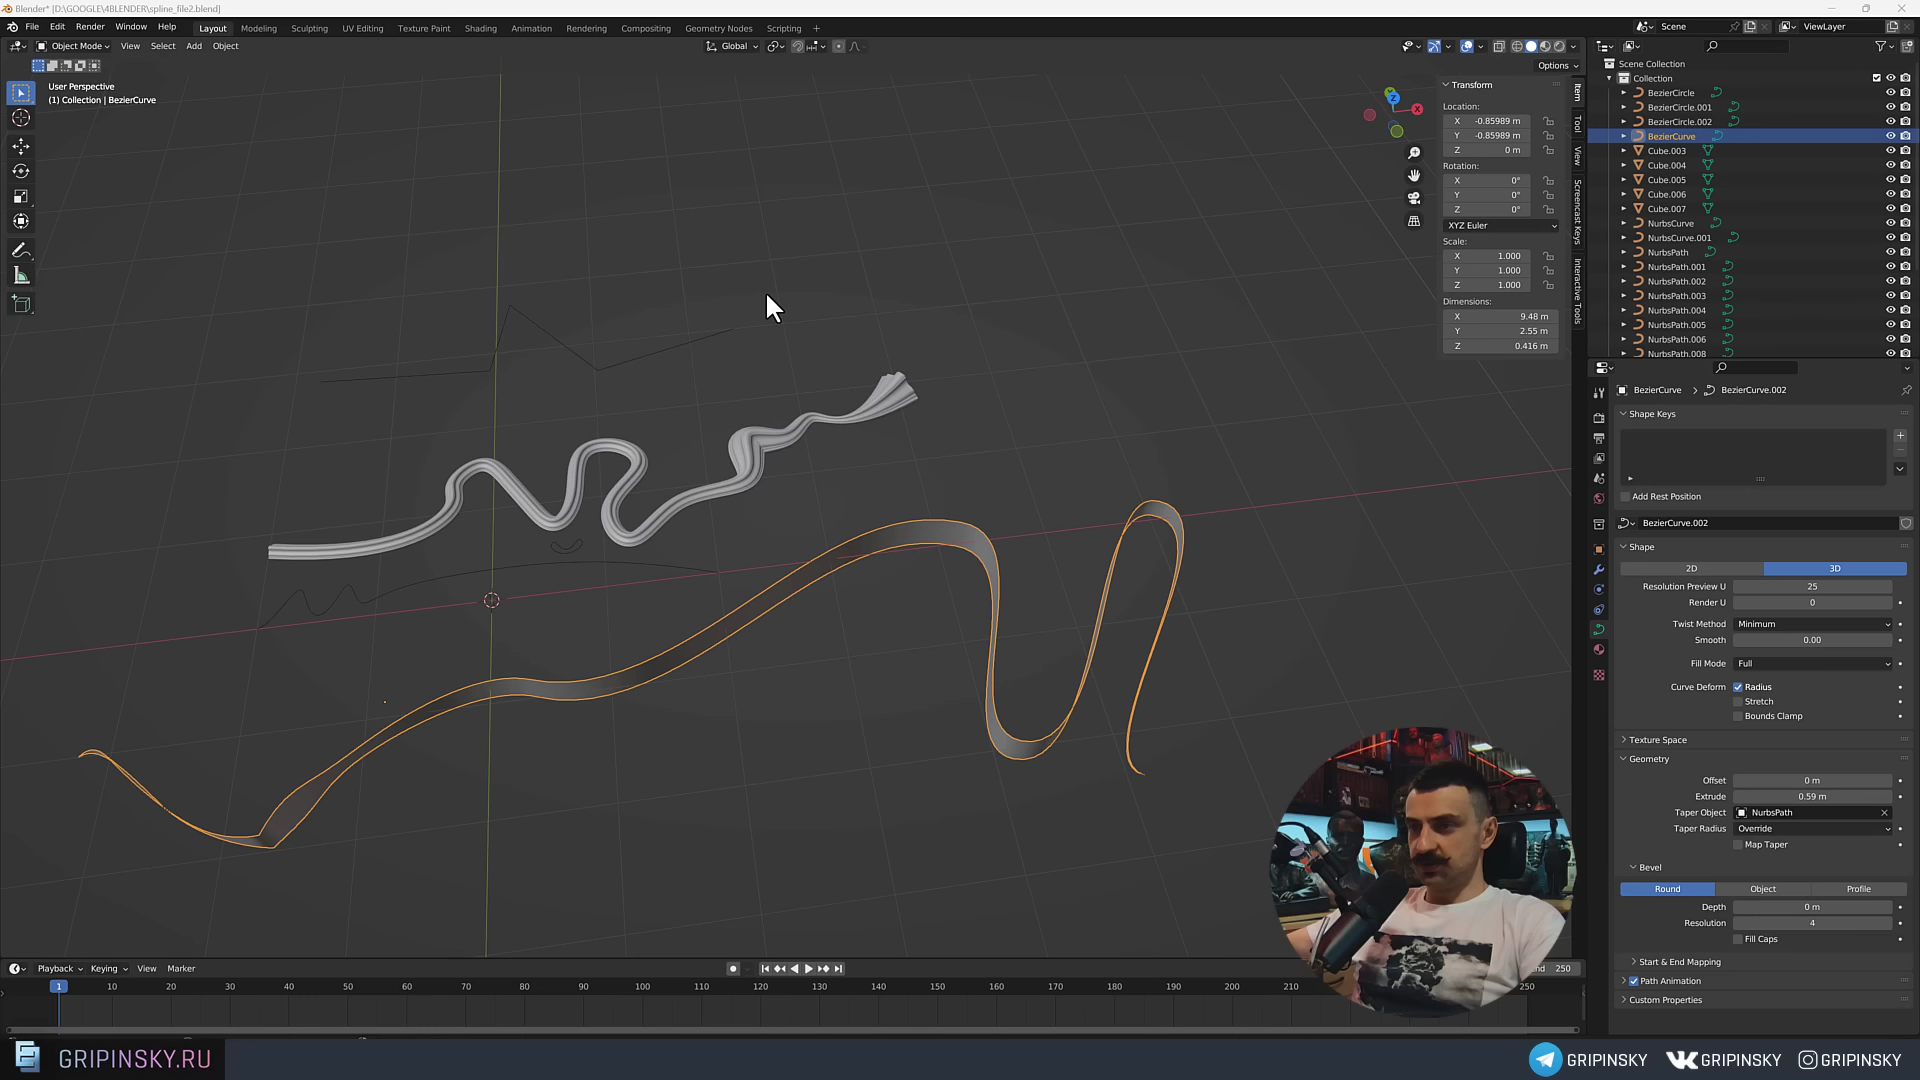 Blender* [D:\GOOGLE\4BLENDER\spline_file2.blend]
File Edit Render Window Help Layout Modeling Sculpting UV Editing Texture Paint Shading Animation Rendering Compositing Geometry Nodes Scripting + Scene ViewLayer
Object Mode View Select Add Object Global
Options
User Perspective
(1) Collection | BezierCurve
Transform
Location:
X -0.85989 m
Y -0.85989 m
Z 0 m
Rotation:
X 0°
Y 0°
Z 0°
XYZ Euler
Scale:
X 1.000
Y 1.000
Z 1.000
Dimensions:
X 9.48 m
Y 2.55 m
Z 0.416 m
Item
Tool
View
Screencast Keys
Interactive Tools
Z
X
Scene Collection
Collection
BezierCircle
BezierCircle.001
BezierCircle.002
BezierCurve
Cube.003
Cube.004
Cube.005
Cube.006
Cube.007
NurbsCurve
NurbsCurve.001
NurbsPath
NurbsPath.001
NurbsPath.002
NurbsPath.003
NurbsPath.004
NurbsPath.005
NurbsPath.006
NurbsPath.008
BezierCurve > BezierCurve.002
Shape Keys
Add Rest Position
BezierCurve.002
Shape
2D 3D
Resolution Preview U 25
Render U 0
Twist Method Minimum
Smooth 0.00
Fill Mode Full
Curve Deform Radius
Stretch
Bounds Clamp
Texture Space
Geometry
Offset 0 m
Extrude 0.59 m
Taper Object NurbsPath
Taper Radius Override
Map Taper
Bevel
Round Object Profile
Depth 0 m
Resolution 4
Fill Caps
Start & End Mapping
Path Animation
Custom Properties
Playback Keying View Marker
nd 250
1 10 20 30 40 50 60 70 80 90 100 110 120 130 140 150 160 170 180 190 200 210 250
GRIPINSKY.RU
GRIPINSKY GRIPINSKY GRIPINSKY